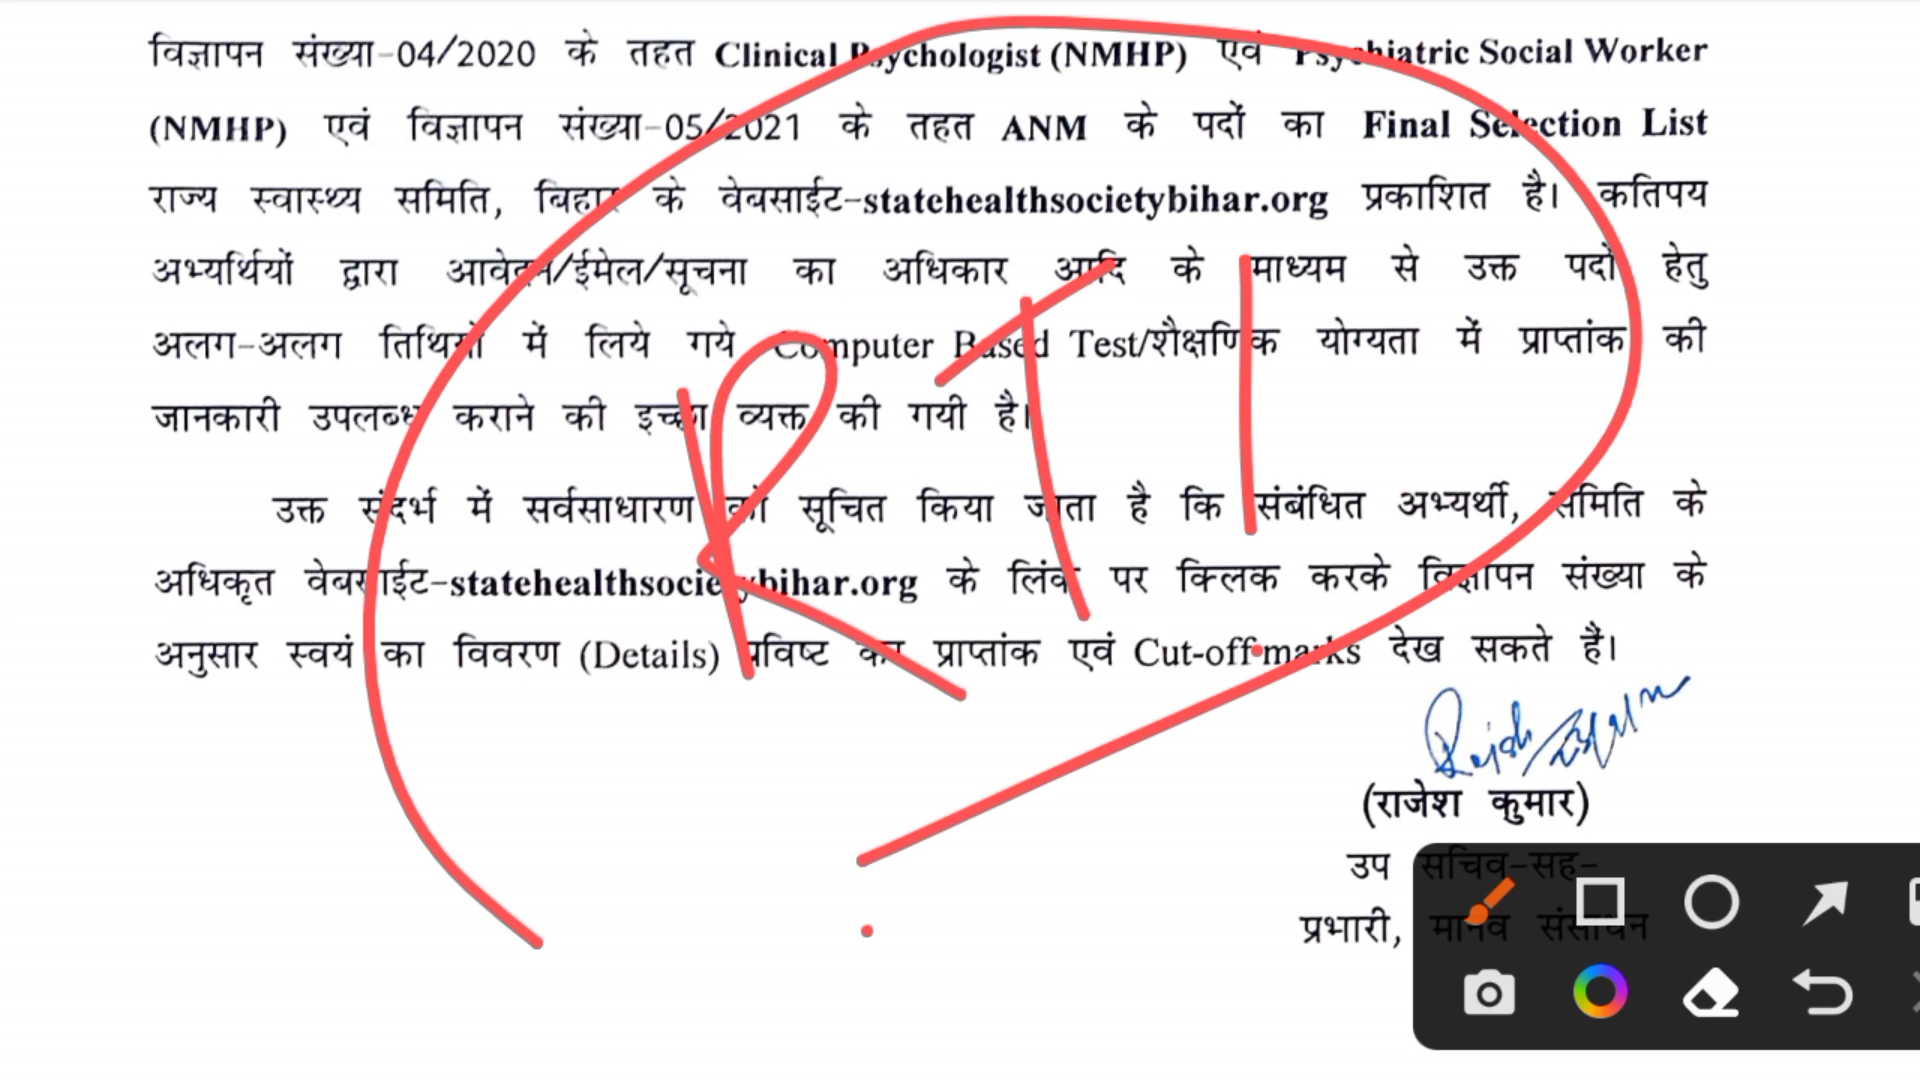 विज्ञापन संख्या-04/2020 के तहत Clinical Psychologist (NMHP) एवं Psychiatric Social Worker
(NMHP) एवं विज्ञापन संख्या-05/2021 के तहत ANM के पदों का Final Selection List
राज्य स्वास्थ्य समिति, बिहार के वेबसाईट-statehealthsocietybihar.org प्रकाशित है। कतिपय
अभ्यर्थियों द्वारा आवेदन/ईमेल/सूचना का अधिकार आदि के माध्यम से उक्त पदों हेतु
अलग-अलग तिथियों में लिये गये Computer Based Test/शैक्षणिक योग्यता में प्राप्तांक की
जानकारी उपलब्ध कराने की इच्छा व्यक्त की गयी है।
RTI
उक्त संदर्भ में सर्वसाधारण को सूचित किया जाता है कि संबंधित अभ्यर्थी, समिति के
अधिकृत वेबसाईट-statehealthsocietybihar.org के लिंक पर क्लिक करके विज्ञापन संख्या के
अनुसार स्वयं का विवरण (Details) प्रविष्ट कर प्राप्तांक एवं Cut-off marks देख सकते हैं।
(राजेश कुमार)
उप सचिव-सह-
प्रभारी, मानव संसाधन